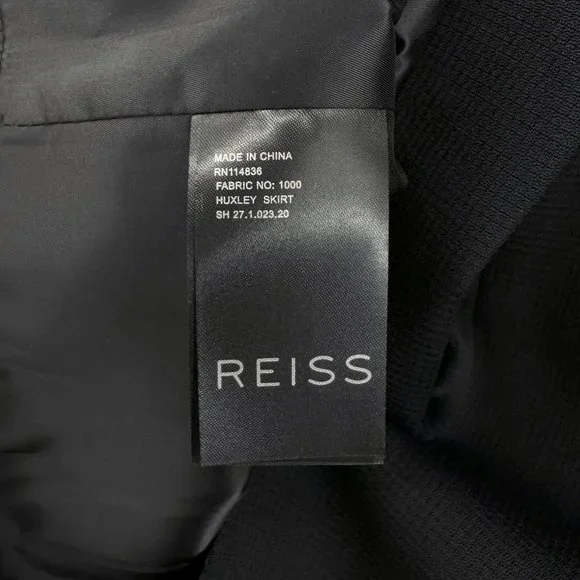 MADE IN CHINA
RN114836
FABRIC NO: 1000
HUXLEY SKIRT
SH 27.1.023.20
REISS